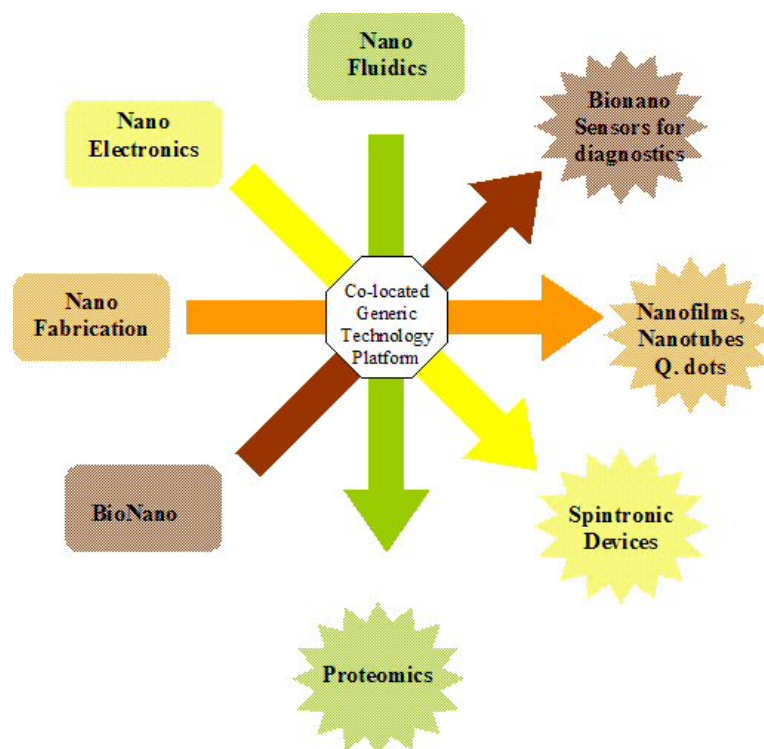 Nano
Fluidics
Bionano
Sensors for
diagnostics
Nano
Electronics
Co-located
Generic
Technology
Platform
Nano
Fabrication
Nanofilms,
Nanotubes
Q. dots
BioNano
Spintronic
Devices
Proteomics